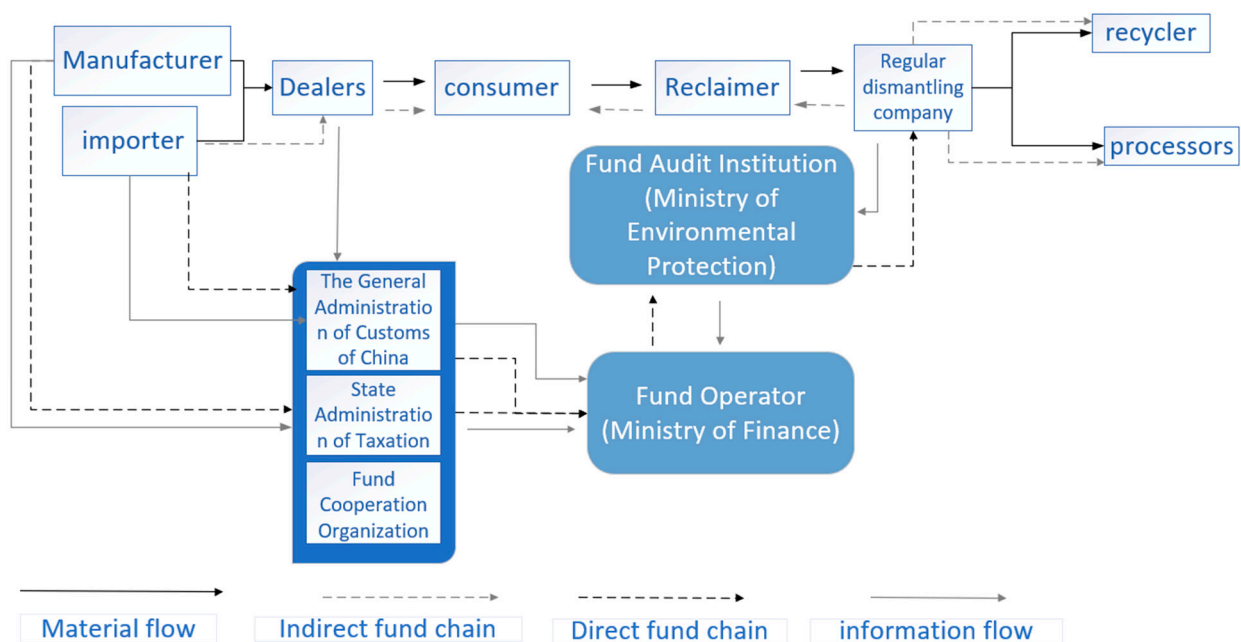 Manufacturer
importer
Dealers
consumer
Reclaimer
Regular
dismantling
company
recycler
processors
Fund Audit Institution
(Ministry of
Environmental
Protection)
The General
Administratio
n of Customs
of China
State
Administratio
n of Taxation
Fund
Cooperation
Organization
Fund Operator
(Ministry of Finance)
Material flow
Indirect fund chain
Direct fund chain
information flow